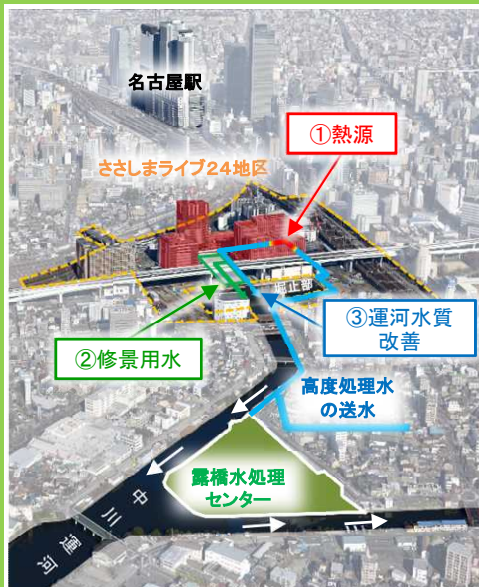 名古屋駅
①熱源
ささしまライブ24地区
堀止部
③運河水質
改善
②修景用水
高度処理水
の送水
露橋水処理
センター
中川運河